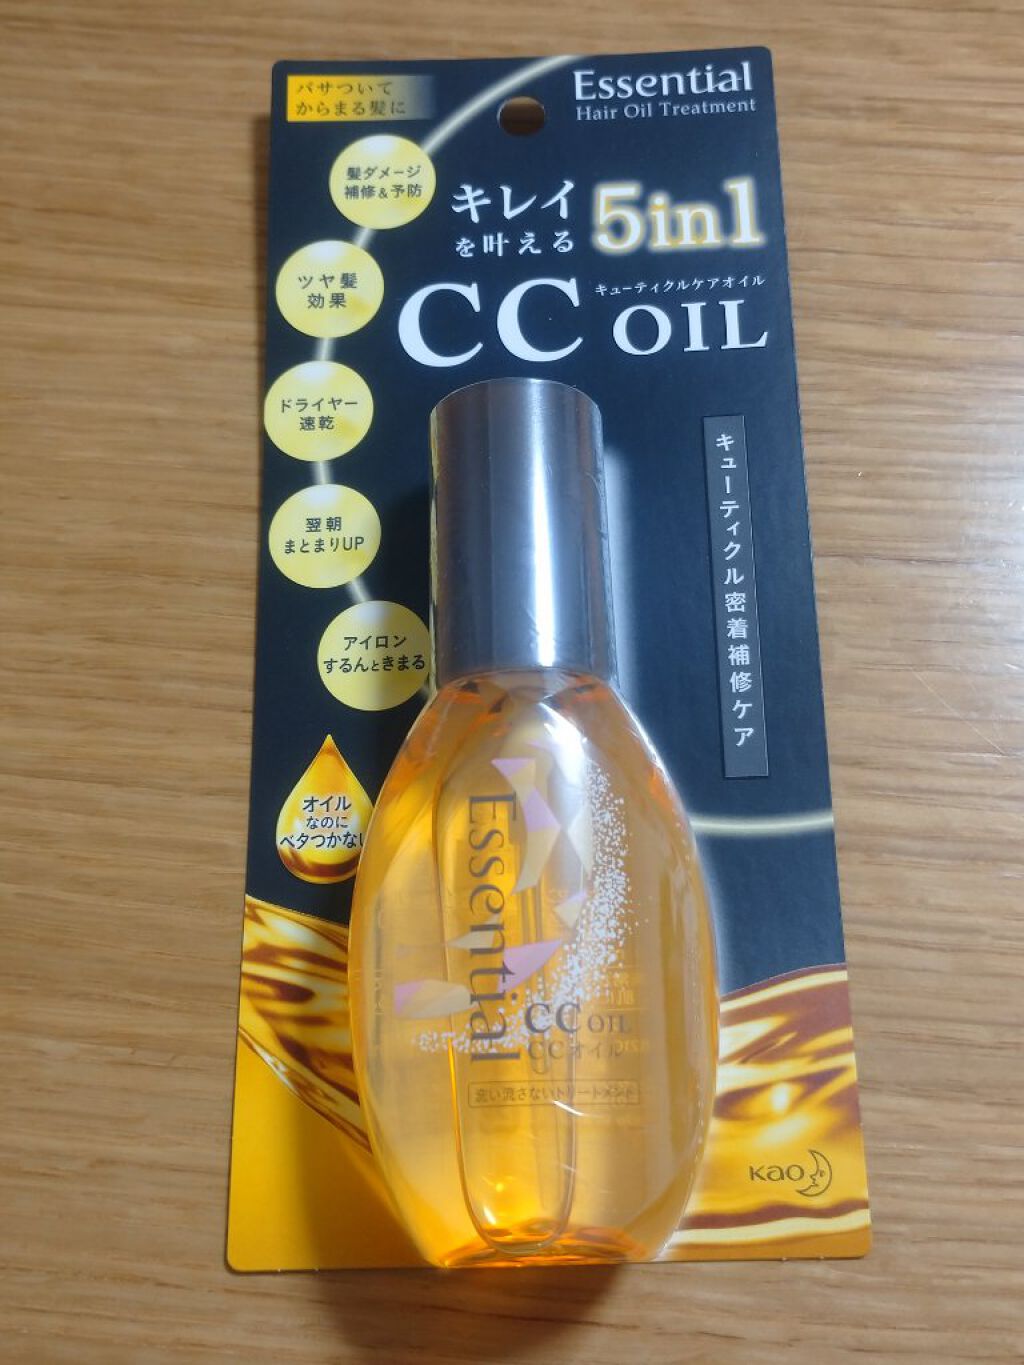 パサついて
からまる髪に
Essential
Hair Oil Treatment
髪ダメージ
補修&予防
キレイ
を叶える
5in1
ツヤ髪
効果
キューティクルケアオイル
CC OIL
ドライヤー
速乾
翌朝
まとまりUP
アイロン
するんときまる
キューティクル密着補修ケア
オイル
なのに
ベタつかない
Essential
CC OIL
CCオイル
洗い流さないトリートメント
Kao